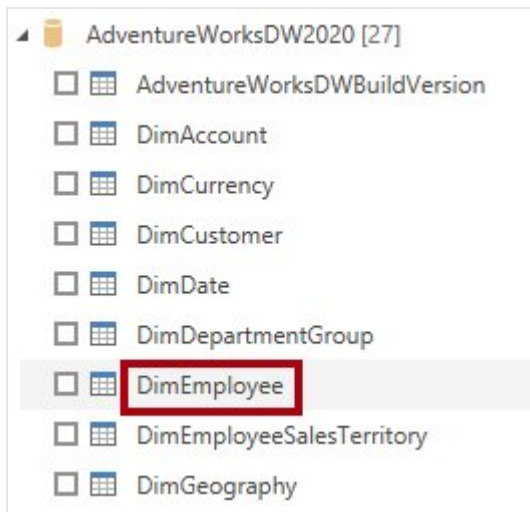 AdventureWorksDW2020 [27]
AdventureWorksDWBuildVersion
DimAccount
DimCurrency
DimCustomer
DimDate
DimDepartmentGroup
DimEmployee
DimEmployeeSalesTerritory
DimGeography